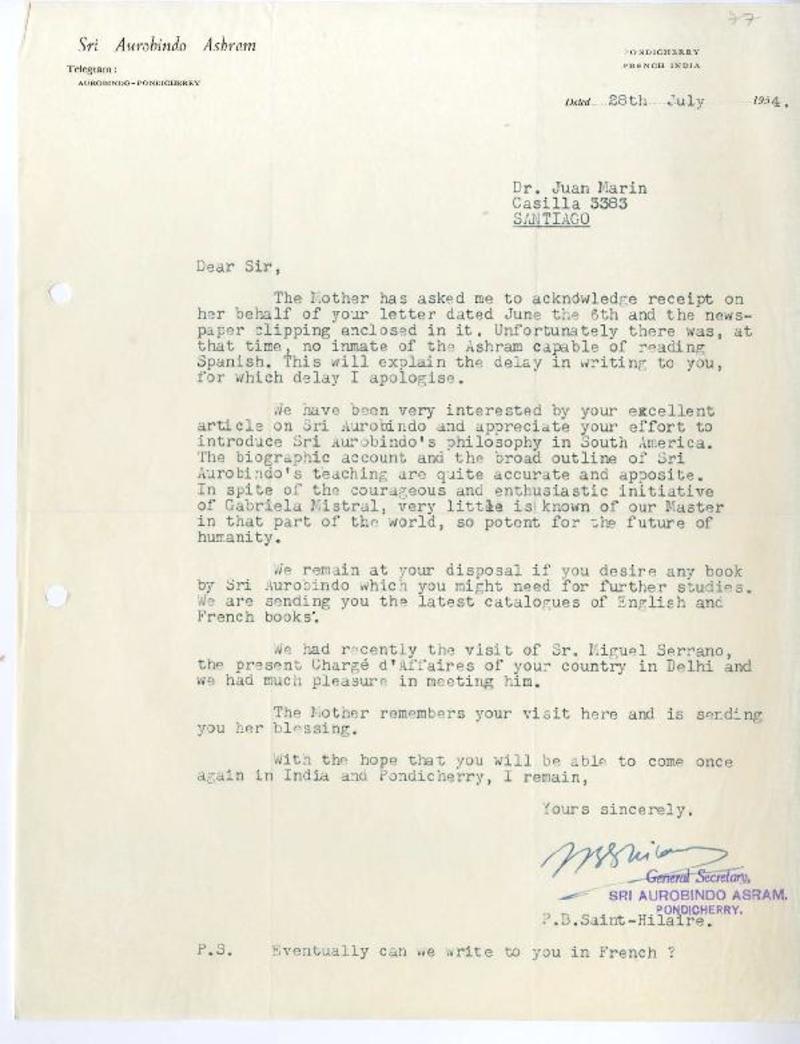 77
Sri Aurobindo Ashram
Telegram :
AUROBINDO-PONDICHERRY
PONDICHERRY
FRENCH INDIA
Dated 28th July 1954.
Dr. Juan Marin
Casilla 3383
SANTIAGO
Dear Sir,
The Mother has asked me to acknowledge receipt on
her behalf of your letter dated June the 6th and the news-
paper clipping enclosed in it. Unfortunately there was, at
that time, no inmate of the Ashram capable of reading
Spanish. This will explain the delay in writing to you,
for which delay I apologise.
We have been very interested by your excellent
article on Sri Aurobindo and appreciate your effort to
introduce Sri Aurobindo's philosophy in South America.
The biographic account and the broad outline of Sri
Aurobindo's teaching are quite accurate and apposite.
In spite of the courageous and enthusiastic initiative
of Gabriela Mistral, very little is known of our Master
in that part of the world, so potent for the future of
humanity.
We remain at your disposal if you desire any book
by Sri Aurobindo which you might need for further studies.
We are sending you the latest catalogues of English and
French books.
We had recently the visit of Sr. Miguel Serrano,
the present Chargé d'Affaires of your country in Delhi and
we had much pleasure in meeting him.
The Mother remembers your visit here and is sending
you her blessing.
With the hope that you will be able to come once
again in India and Pondicherry, I remain,
Yours sincerely.
General Secretary,
SRI AUROBINDO ASRAM.
PONDICHERRY.
P.B.Saint-Hilaire.
P.S. Eventually can we write to you in French ?